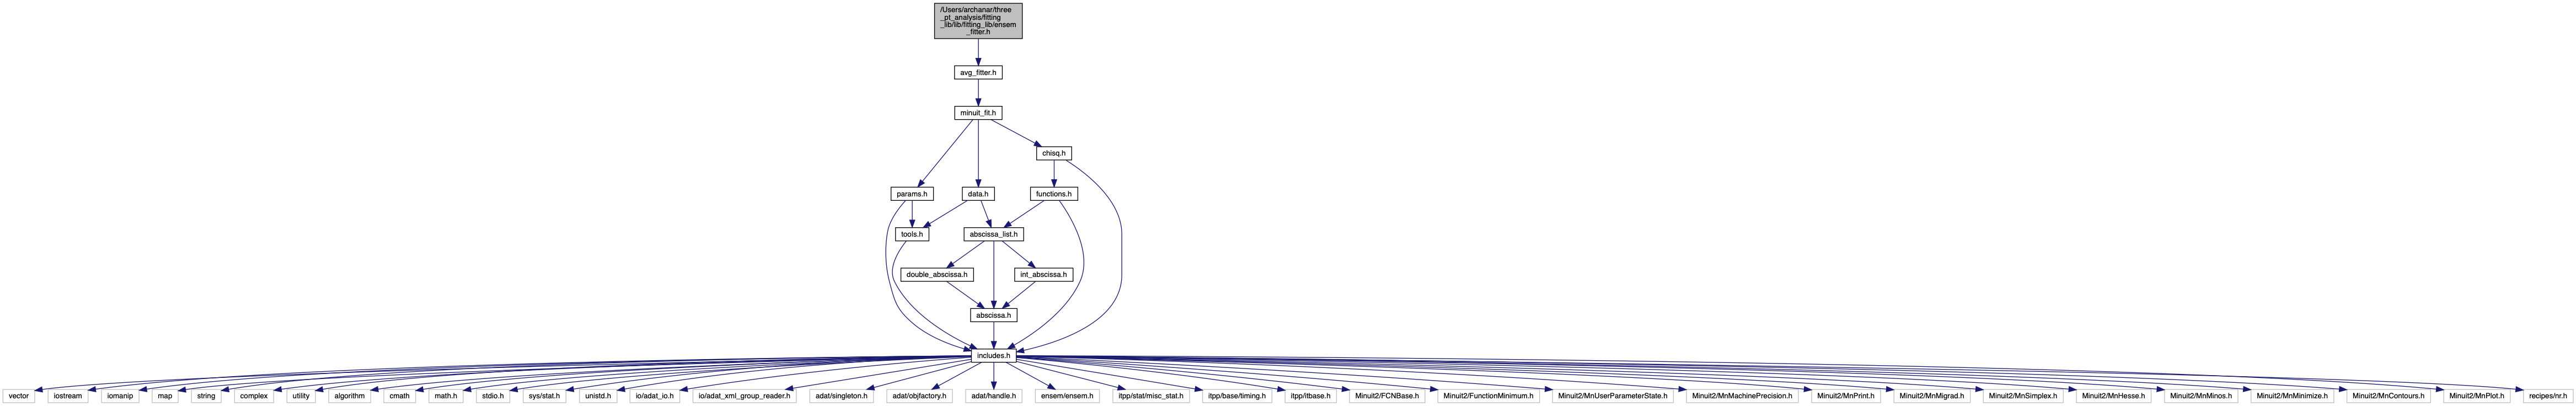 /Users/archanar/three
_pt_analysis/fitting
_lib/lib/fitting_lib/ensem
_fitter.h
avg_fitter.h
minuit_fit.h
chisq.h
params.h
data.h
functions.h
tools.h
abscissa_list.h
double_abscissa.h
int_abscissa.h
abscissa.h
includes.h
vector
iostream
iomanip
map
string
complex
utility
algorithm
cmath
math.h
stdio.h
sys/stat.h
unistd.h
io/adat_io.h
io/adat_xml_group_reader.h
adat/singleton.h
adat/objfactory.h
adat/handle.h
ensem/ensem.h
itpp/stat/misc_stat.h
itpp/base/timing.h
itpp/itbase.h
Minuit2/FCNBase.h
Minuit2/FunctionMinimum.h
Minuit2/MnUserParameterState.h
Minuit2/MnMachinePrecision.h
Minuit2/MnPrint.h
Minuit2/MnMigrad.h
Minuit2/MnSimplex.h
Minuit2/MnHesse.h
Minuit2/MnMinos.h
Minuit2/MnMinimize.h
Minuit2/MnContours.h
Minuit2/MnPlot.h
recipes/nr.h